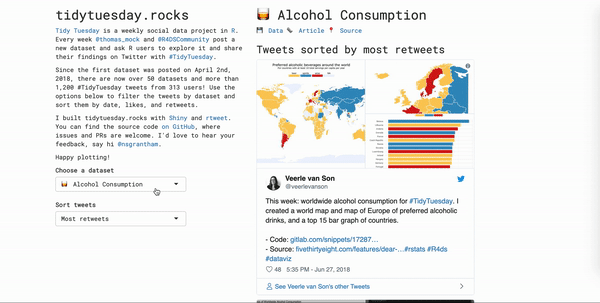 tidytuesday.rocks
Tidy Tuesday is a weekly social data project in R.
Every week @thomas_mock and @R4DSCommunity post a
new dataset and ask R users to explore it and share
their findings on Twitter with #TidyTuesday.
Since the first dataset was posted on April 2nd,
2018, there are now over 50 datasets and more than
1,200 #TidyTuesday tweets from 313 users! Use the
options below to filter the tweets by dataset and
sort them by date, likes, and retweets.
I built tidytuesday.rocks with Shiny and rtweet.
You can find the source code on GitHub, where
issues and PRs are welcome. I'd love to hear your
feedback, say hi @nsgrantham.
Happy plotting!
Choose a dataset
Alcohol Consumption
Sort tweets
Most retweets
Alcohol Consumption
Data Article Source
Tweets sorted by most retweets
Preferred alcoholic beverages around the world
Veerle van Son
@veerlevanson
This week: worldwide alcohol consumption for #TidyTuesday. I
created a world map and map of Europe of preferred alcoholic
drinks, and a top 15 bar graph of countries.
- Code: gitlab.com/snippets/17287…
- Source: fivethirtyeight.com/features/dear-…#rstats #R4ds
#dataviz
48 5:35 PM - Jun 27, 2018
See Veerle van Son's other Tweets